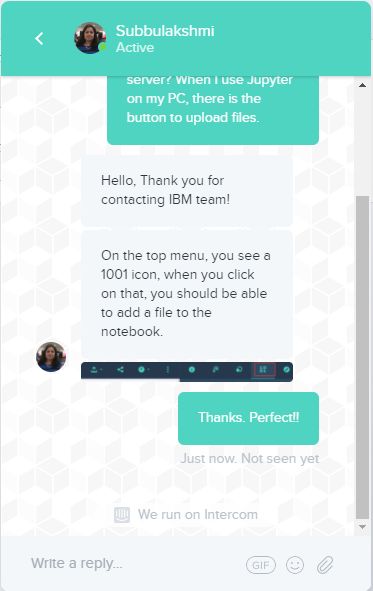 Subbulakshmi
Active
server? When I use Jupyter
on my PC, there is the
button to upload files.
Hello, Thank you for
contacting IBM team!
On the top menu, you see a
1001 icon, when you click
on that, you should be able
to add a file to the
notebook.
Thanks. Perfect!!
Just now. Not seen yet
We run on Intercom
Write a reply...
GIF